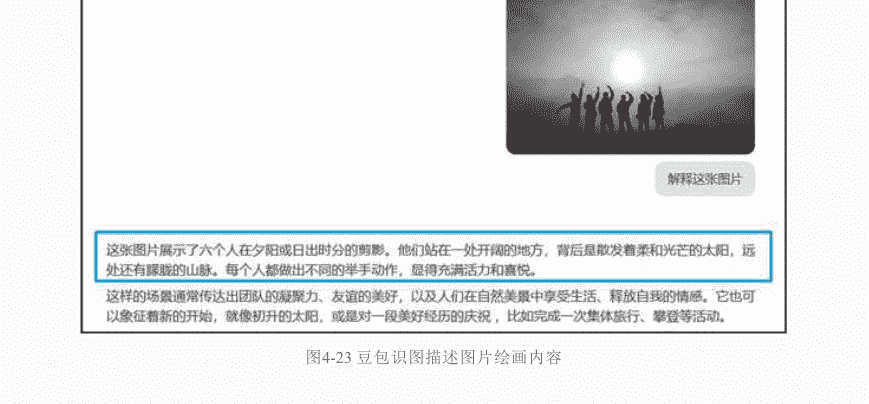 解释这张图片
这张图片展示了六个人在夕阳或日出时分的剪影。他们站在一处开阔的地方，背后是散发着柔和光芒的太阳，远
处还有朦胧的山脉。每个人都做出不同的举手动作，显得充满活力和喜悦。
这样的场景通常传达出团队的凝聚力、友谊的美好，以及人们在自然美景中享受生活、释放自我的情感。它也可
以象征着新的开始，就像初升的太阳，或是对一段美好经历的庆祝，比如完成一次集体旅行、攀登等活动。
图4-23 豆包识图描述图片绘画内容